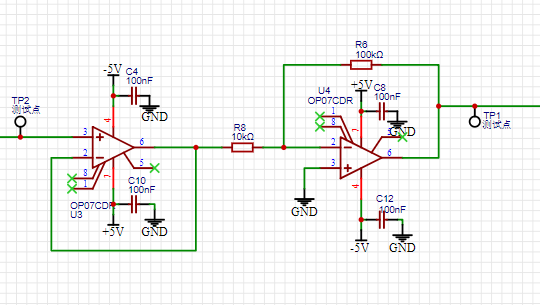 R6
100kΩ
-5V
C4
100nF
GND
TP2
测试点
4
3
2
6
5
8
1
7
OP07CDR
U3
C10
100nF
+5V
GND
R8
10kΩ
U4
OP07CDR
+5V
C8
100nF
GND
1
8
7
5
2
3
6
4
GND
C12
100nF
-5V
GND
TP1
测试点